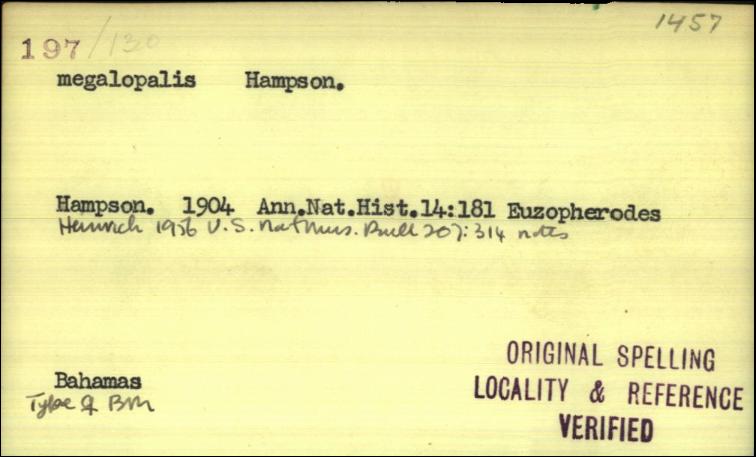 1457
197/130
megalopalis Hampson.
Hampson. 1904 Ann.Nat.Hist.14:181 Euzopherodes
Heinrich 1956 U.S. Nat Mus. Bull 207:314 notes
Bahamas
Type ♀ BM
ORIGINAL SPELLING
LOCALITY & REFERENCE
VERIFIED